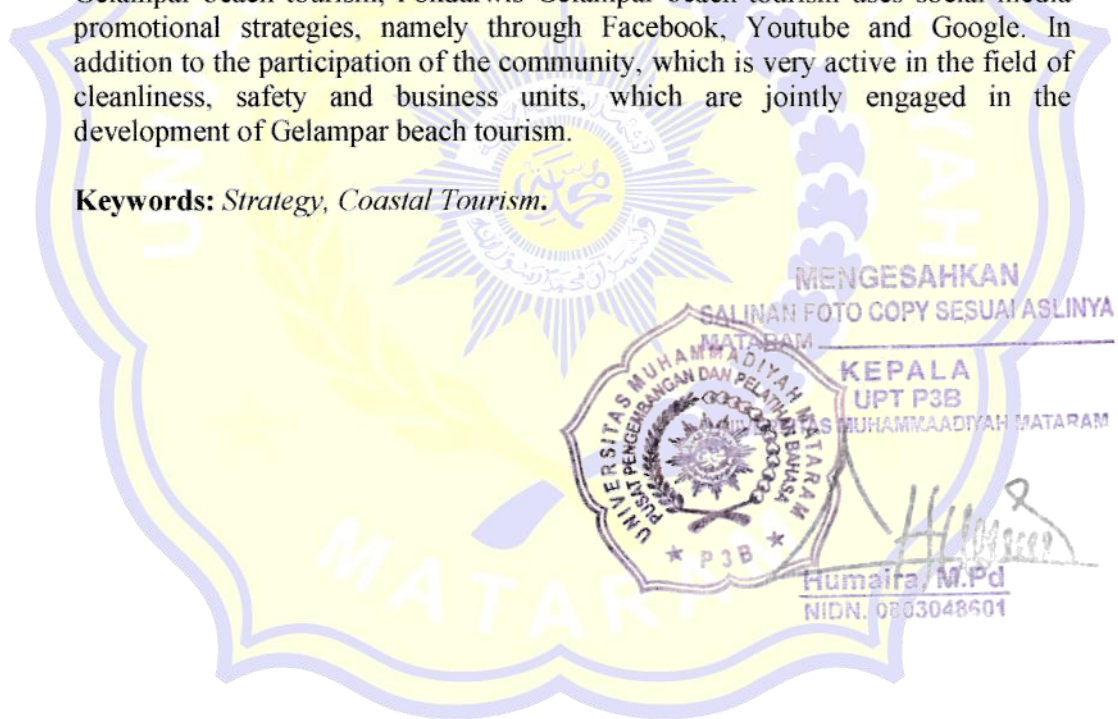 Gelampar beach tourism, Pokdarwis Gelampar beach tourism uses social media
promotional strategies, namely through Facebook, Youtube and Google. In
addition to the participation of the community, which is very active in the field of
cleanliness, safety and business units, which are jointly engaged in the
development of Gelampar beach tourism.
Keywords: Strategy, Coastal Tourism.
MENGESAHKAN
SALINAN FOTO COPY SESUAI ASLINYA
MATARAM
KEPALA
UPT P3B
UNIVERSITAS MUHAMMAADIYAH MATARAM
UNIVERSITAS MUHAMMADIYAH MATARAM
PUSAT PENGEMBANGAN DAN PELATIHAN BAHASA
P3B
Humaira, M.Pd
NIDN. 0803048601
MATARAM